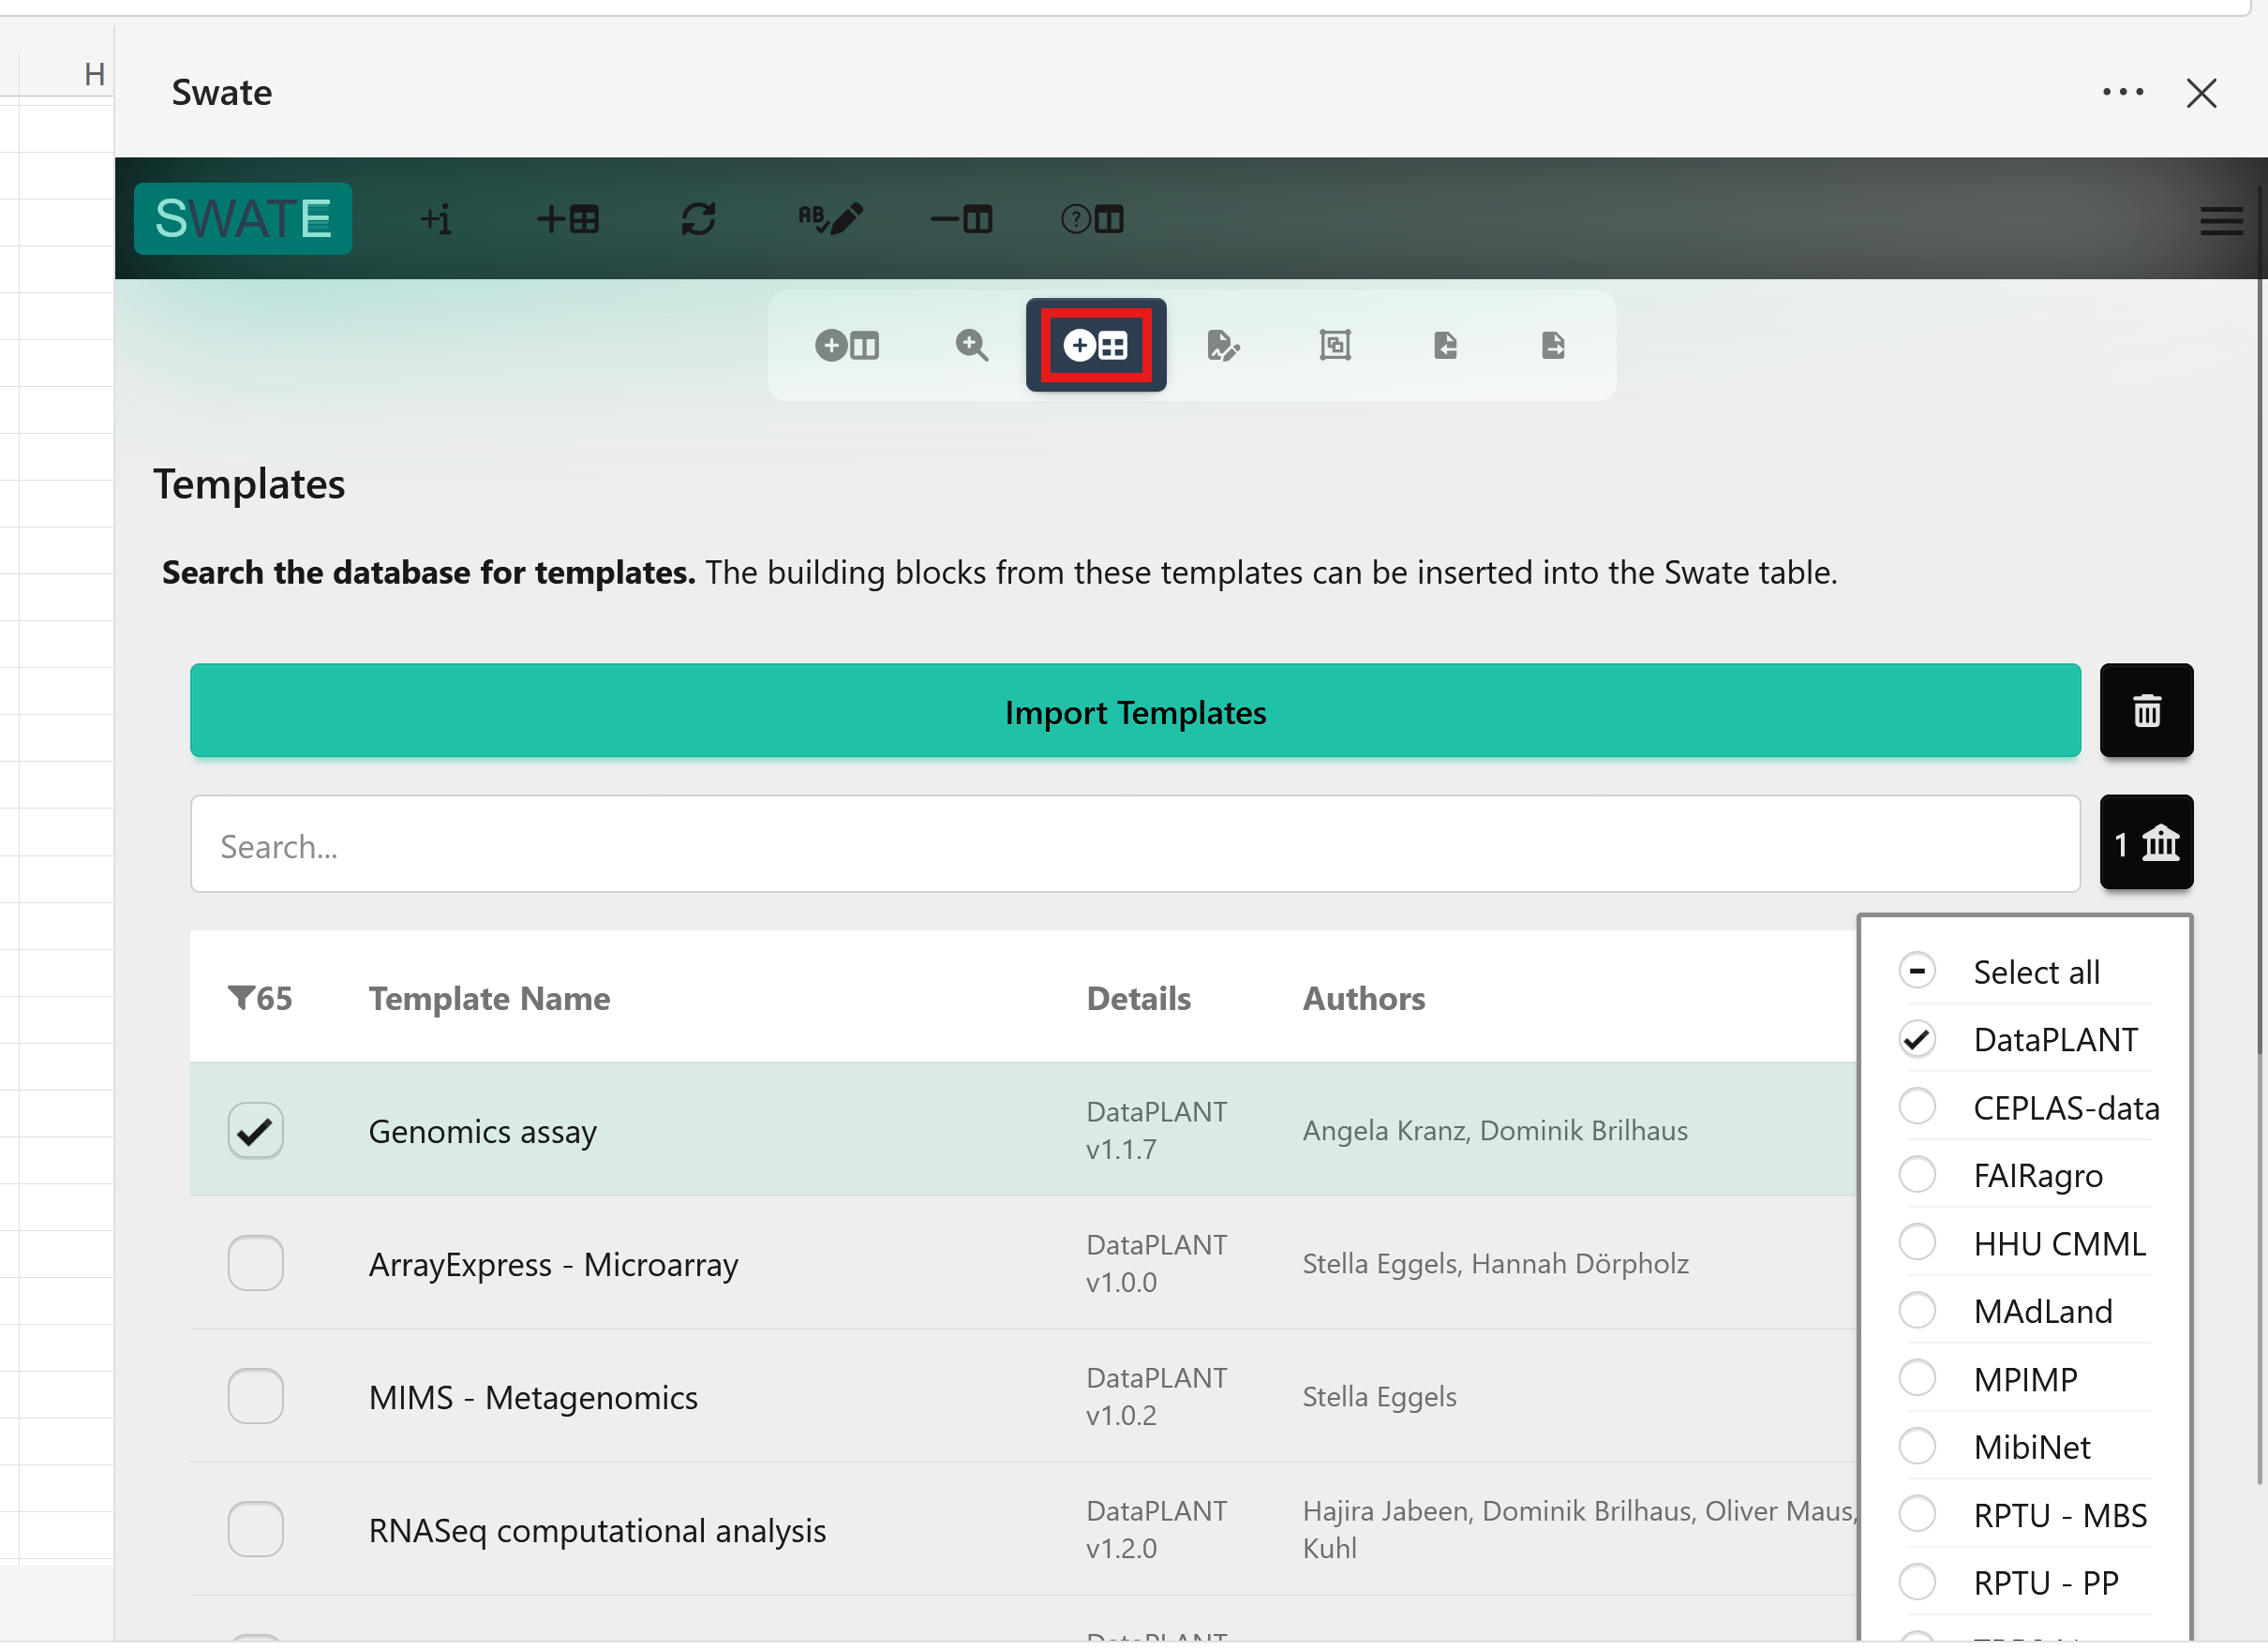 H
Swate
SWATE
+i
AB
Templates
Search the database for templates. The building blocks from these templates can be inserted into the Swate table.
Import Templates
Search...
1
65 Template Name Details Authors
Select all
DataPLANT
CEPLAS-data
FAIRagro
HHU CMML
MAdLand
MPIMP
MibiNet
RPTU - MBS
RPTU - PP
Genomics assay DataPLANT Angela Kranz, Dominik Brilhaus
v1.1.7
ArrayExpress - Microarray DataPLANT Stella Eggels, Hannah Dörpholz
v1.0.0
MIMS - Metagenomics DataPLANT Stella Eggels
v1.0.2
RNASeq computational analysis DataPLANT Hajira Jabeen, Dominik Brilhaus, Oliver Maus,
v1.2.0 Kuhl
DataPLANT